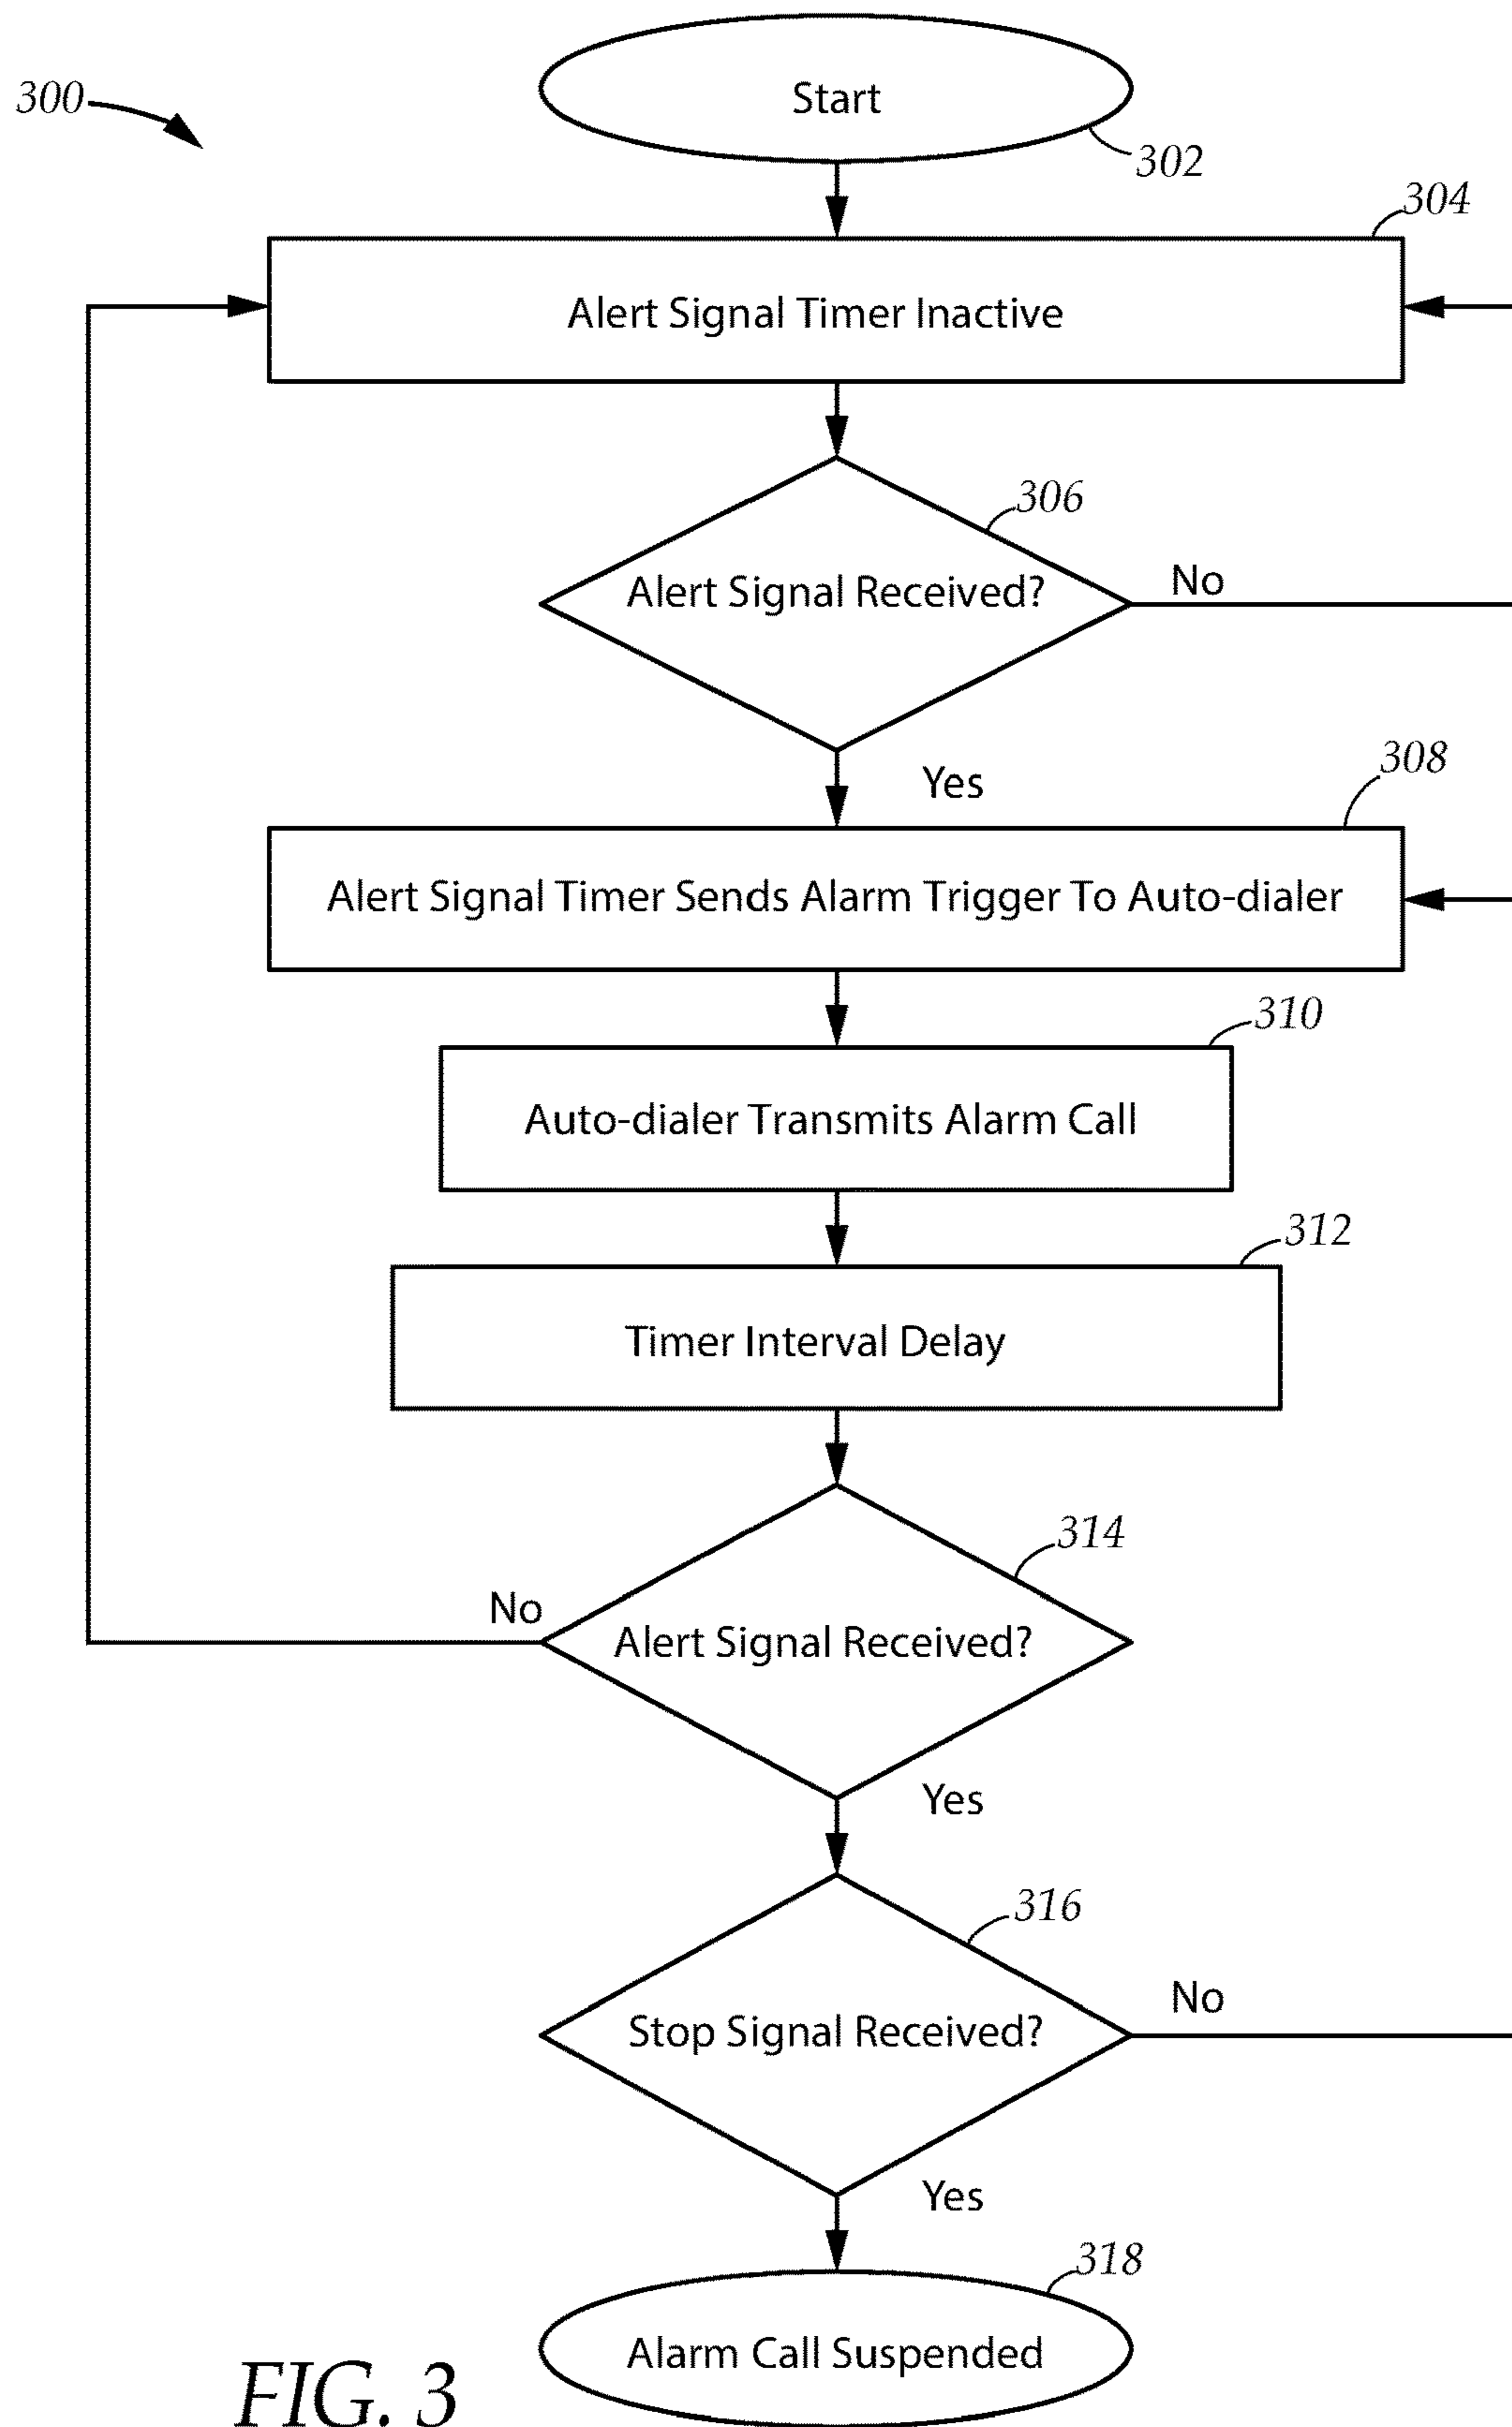 300
Start
302
304
Alert Signal Timer Inactive
306
Alert Signal Received?
No
Yes
308
Alert Signal Timer Sends Alarm Trigger To Auto-dialer
310
Auto-dialer Transmits Alarm Call
312
Timer Interval Delay
314
No
Alert Signal Received?
Yes
316
No
Stop Signal Received?
Yes
318
Alarm Call Suspended
FIG. 3